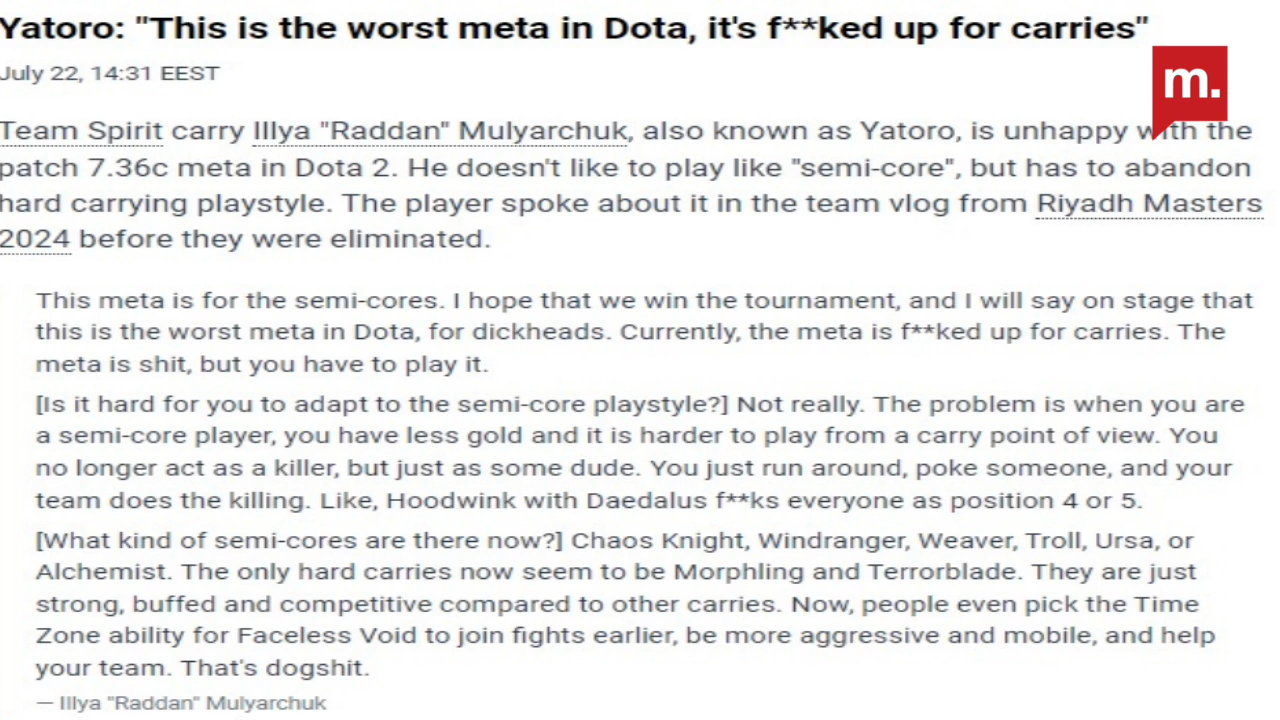 Yatoro: "This is the worst meta in Dota, it's f**ked up for carries"
July 22, 14:31 EEST
m.
Team Spirit carry Illya "Raddan" Mulyarchuk, also known as Yatoro, is unhappy with the
patch 7.36c meta in Dota 2. He doesn't like to play like "semi-core", but has to abandon
hard carrying playstyle. The player spoke about it in the team vlog from Riyadh Masters
2024 before they were eliminated.
This meta is for the semi-cores. I hope that we win the tournament, and I will say on stage that
this is the worst meta in Dota, for dickheads. Currently, the meta is f**ked up for carries. The
meta is shit, but you have to play it.
[Is it hard for you to adapt to the semi-core playstyle?] Not really. The problem is when you are
a semi-core player, you have less gold and it is harder to play from a carry point of view. You
no longer act as a killer, but just as some dude. You just run around, poke someone, and your
team does the killing. Like, Hoodwink with Daedalus f**ks everyone as position 4 or 5.
[What kind of semi-cores are there now?] Chaos Knight, Windranger, Weaver, Troll, Ursa, or
Alchemist. The only hard carries now seem to be Morphling and Terrorblade. They are just
strong, buffed and competitive compared to other carries. Now, people even pick the Time
Zone ability for Faceless Void to join fights earlier, be more aggressive and mobile, and help
your team. That's dogshit.
— Illya "Raddan" Mulyarchuk